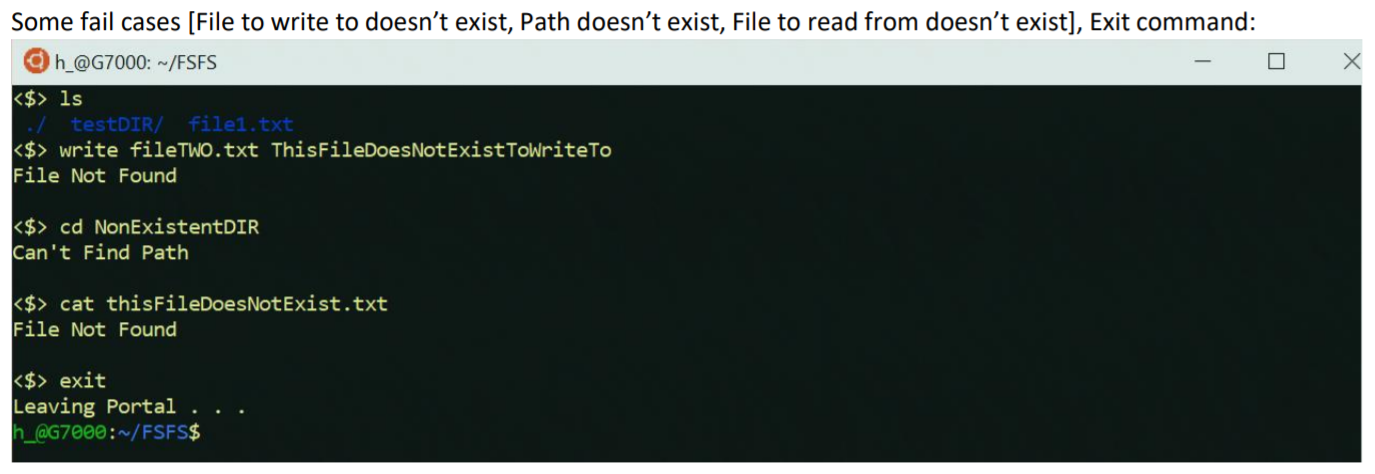 Some fail cases [File to write to doesn’t exist, Path doesn’t exist, File to read from doesn’t exist], Exit command:
h_@G7000: ~/FSFS
<$> ls
./ testDIR/ file1.txt
<$> write fileTWO.txt ThisFileDoesNotExistToWriteTo
File Not Found
<$> cd NonExistentDIR
Can't Find Path
<$> cat thisFileDoesNotExist.txt
File Not Found
<$> exit
Leaving Portal . . .
h_@G7000:~/FSFS$